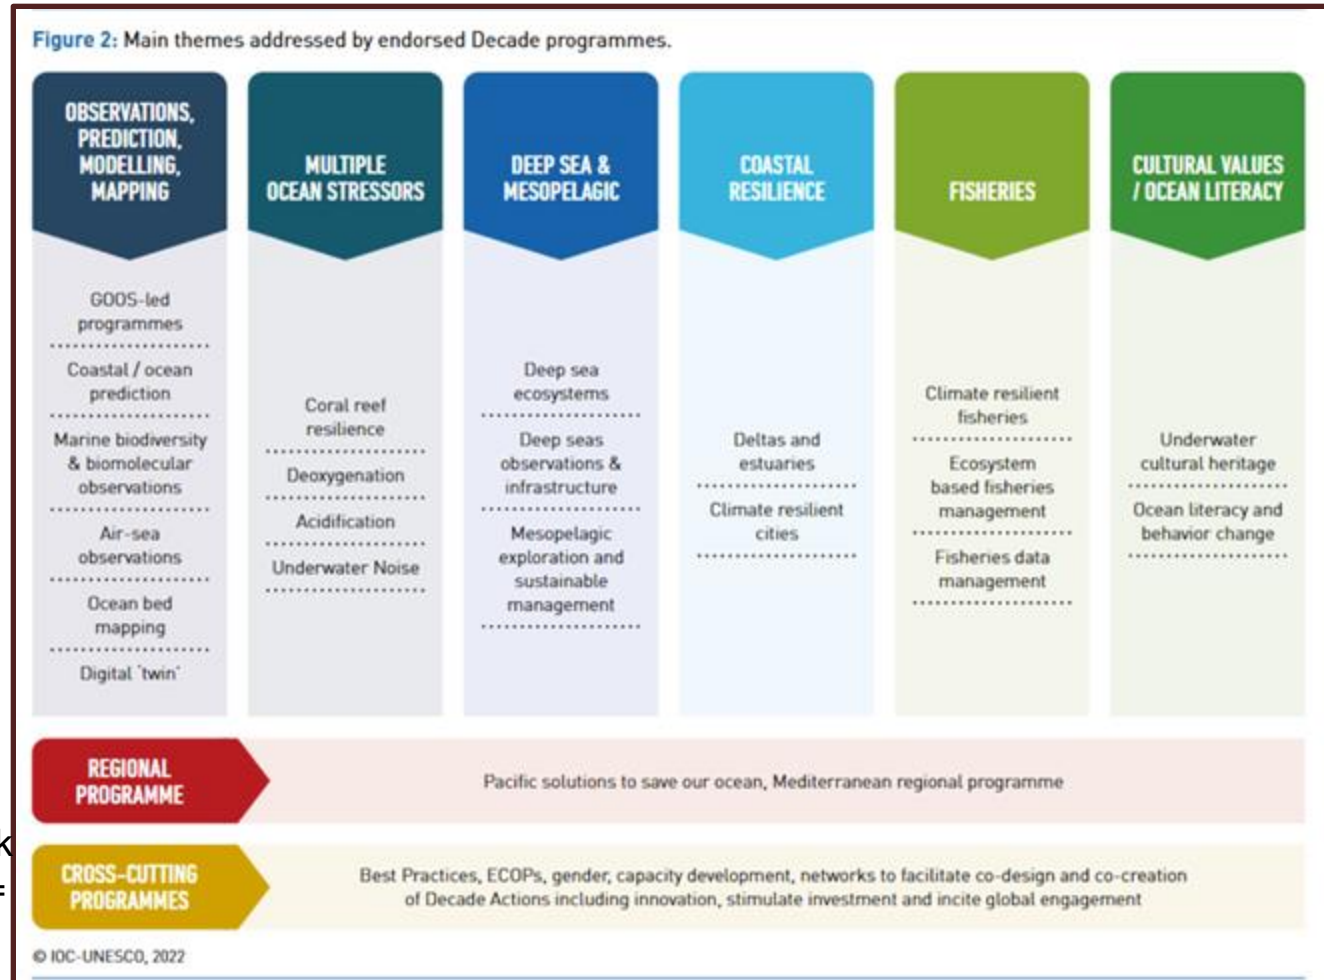 Figure 2: Main themes addressed by endorsed Decade programmes.
OBSERVATIONS,
PREDICTION,
MODELLING,
MAPPING
GOOS-led
programmes
Coastal / ocean
prediction
Marine biodiversity
& biomolecular
observations
Air-sea
observations
Ocean bed
mapping
Digital 'twin'
MULTIPLE
OCEAN STRESSORS
Coral reef
resilience
Deoxygenation
Acidification
Underwater Noise
DEEP SEA &
MESOPELAGIC
Deep sea
ecosystems
Deep seas
observations &
infrastructure
Mesopelagic
exploration and
sustainable
management
COASTAL
RESILIENCE
Deltas and
estuaries
Climate resilient
cities
FISHERIES
Climate resilient
fisheries
Ecosystem
based fisheries
management
Fisheries data
management
CULTURAL VALUES
/ OCEAN LITERACY
Underwater
cultural heritage
Ocean literacy and
behavior change
REGIONAL
PROGRAMME
Pacific solutions to save our ocean, Mediterranean regional programme
CROSS-CUTTING
PROGRAMMES
Best Practices, ECOPs, gender, capacity development, networks to facilitate co-design and co-creation
of Decade Actions including innovation, stimulate investment and incite global engagement
© IOC-UNESCO, 2022